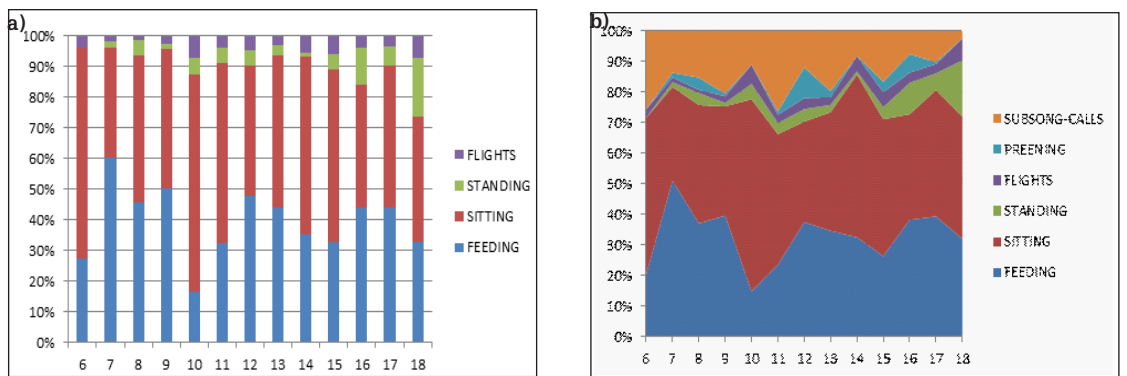 a)
100%
90%
80%
70%
60%
50%
40%
30%
20%
10%
0%
6 7 8 9 10 11 12 13 14 15 16 17 18
FLIGHTS
STANDING
SITTING
FEEDING
b)
100%
90%
80%
70%
60%
50%
40%
30%
20%
10%
0%
6 7 8 9 10 11 12 13 14 15 16 17 18
SUBSONG-CALLS
PREENING
FLIGHTS
STANDING
SITTING
FEEDING